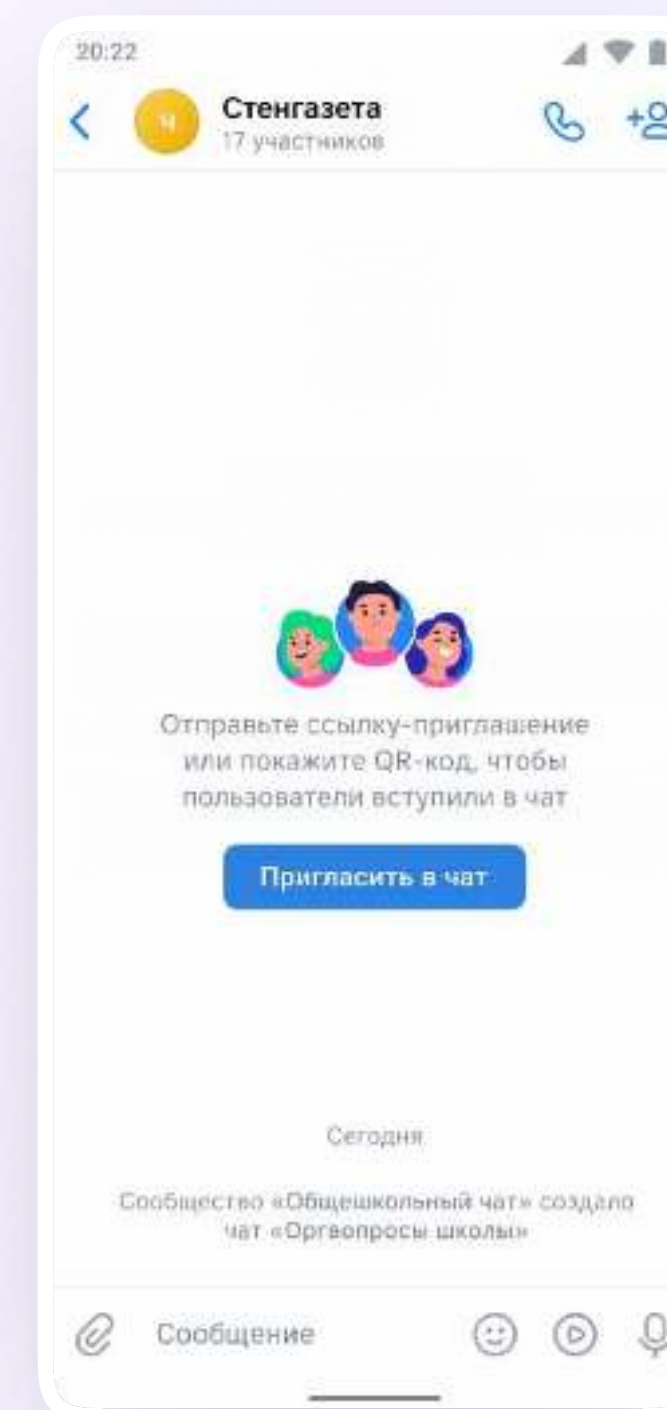 20:22
Стенгазета
Ч
17 участников
Отправьте ссылку-приглашение
или покажите QR-код, чтобы
пользователи вступили в чат
Пригласить в чат
Сегодня
Сообщество «Общешкольный чат» создало
чат «Оргвопросы школы»
Сообщение